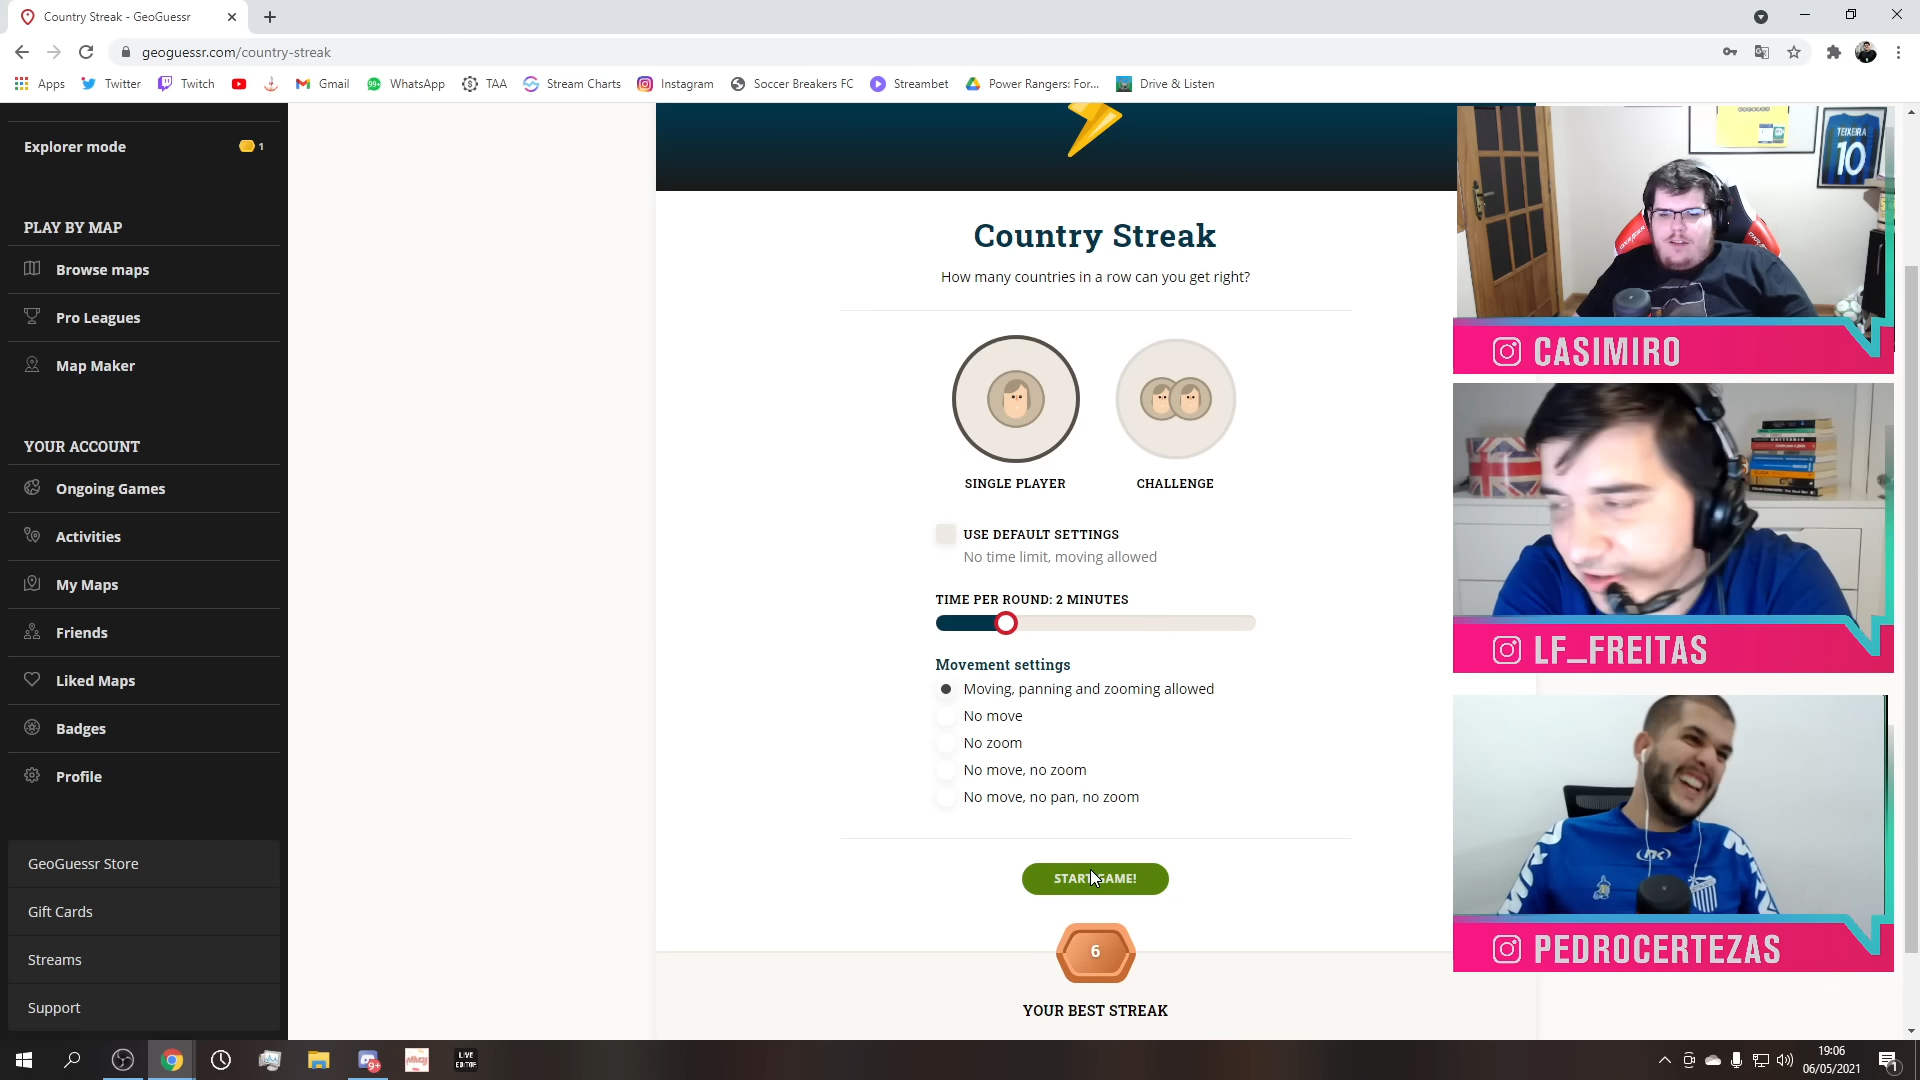 Country Streak - GeoGuessr
geoguessr.com/country-streak
Apps
Twitter
Twitch
Gmail
99+
WhatsApp
TAA
Stream Charts
Instagram
Soccer Breakers FC
Streambet
Power Rangers: For...
Drive & Listen
Explorer mode
1
PLAY BY MAP
Browse maps
Pro Leagues
Map Maker
YOUR ACCOUNT
Ongoing Games
Activities
My Maps
Friends
Liked Maps
Badges
Profile
GeoGuessr Store
Gift Cards
Streams
Support
Country Streak
How many countries in a row can you get right?
SINGLE PLAYER
CHALLENGE
USE DEFAULT SETTINGS
No time limit, moving allowed
TIME PER ROUND: 2 MINUTES
Movement settings
Moving, panning and zooming allowed
No move
No zoom
No move, no zoom
No move, no pan, no zoom
START GAME!
6
YOUR BEST STREAK
TEIXEIRA
10
CASIMIRO
LF_FREITAS
PEDROCERTEZAS
9+
LIVE
EDITOR
19:06
06/05/2021
1